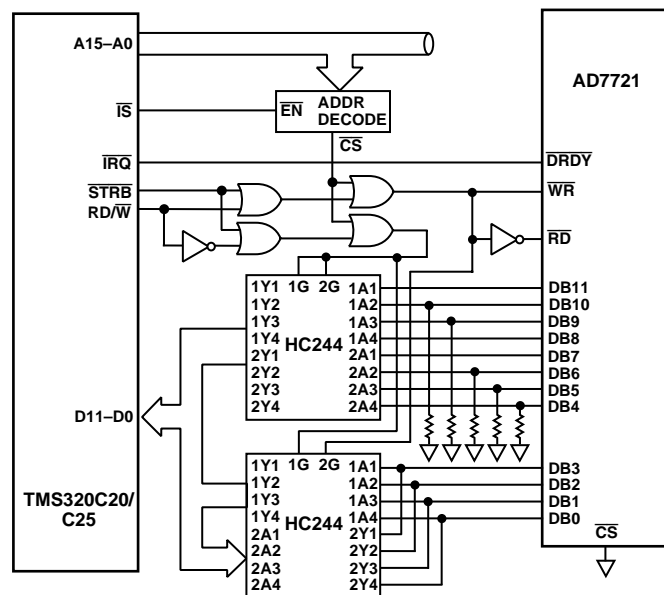 A15–A0
AD7721
IS
EN
ADDR
DECODE
CS
IRQ
DRDY
STRB
WR
RD/W
RD
1Y1
1G
2G
1A1
DB11
1Y2
1A2
DB10
1Y3
1A3
DB9
1Y4
HC244
1A4
DB8
2Y1
2A1
DB7
2Y2
2A2
DB6
2Y3
2A3
DB5
2Y4
2A4
DB4
D11–D0
1Y1
1G
2G
1A1
DB3
1Y2
1A2
DB2
1Y3
1A3
DB1
1Y4
HC244
1A4
DB0
2A1
2Y1
2A2
2Y2
2A3
2Y3
2A4
2Y4
TMS320C20/
C25
CS